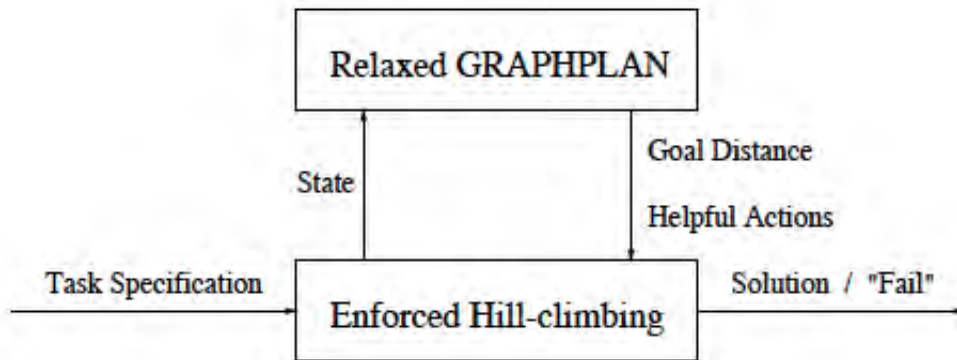 Relaxed GRAPHPLAN
State
Goal Distance
Helpful Actions
Task Specification
Enforced Hill-climbing
Solution / "Fail"